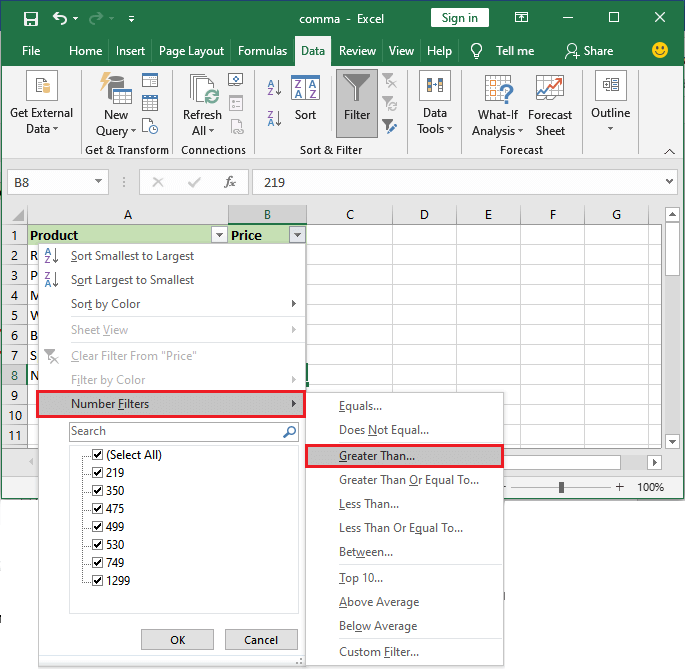 comma - Excel
Sign in
File Home Insert Page Layout Formulas Data Review View Help Tell me Share
Get External Data
New Query
Refresh All
Sort
Filter
Data Tools
What-If Analysis
Forecast Sheet
Outline
Get & Transform Connections Sort & Filter Forecast
B8 fx 219
A B C D E F G
1 Product Price
2 R
3 P
4 M
5 W
6 B
7 S
8 N
9
10
11
Sort Smallest to Largest
Sort Largest to Smallest
Sort by Color
Sheet View
Clear Filter From "Price"
Filter by Color
Number Filters
Search
(Select All)
219
350
475
499
530
749
1299
OK Cancel
Equals...
Does Not Equal...
Greater Than...
Greater Than Or Equal To...
Less Than...
Less Than Or Equal To...
Between...
Top 10...
Above Average
Below Average
Custom Filter...
100%